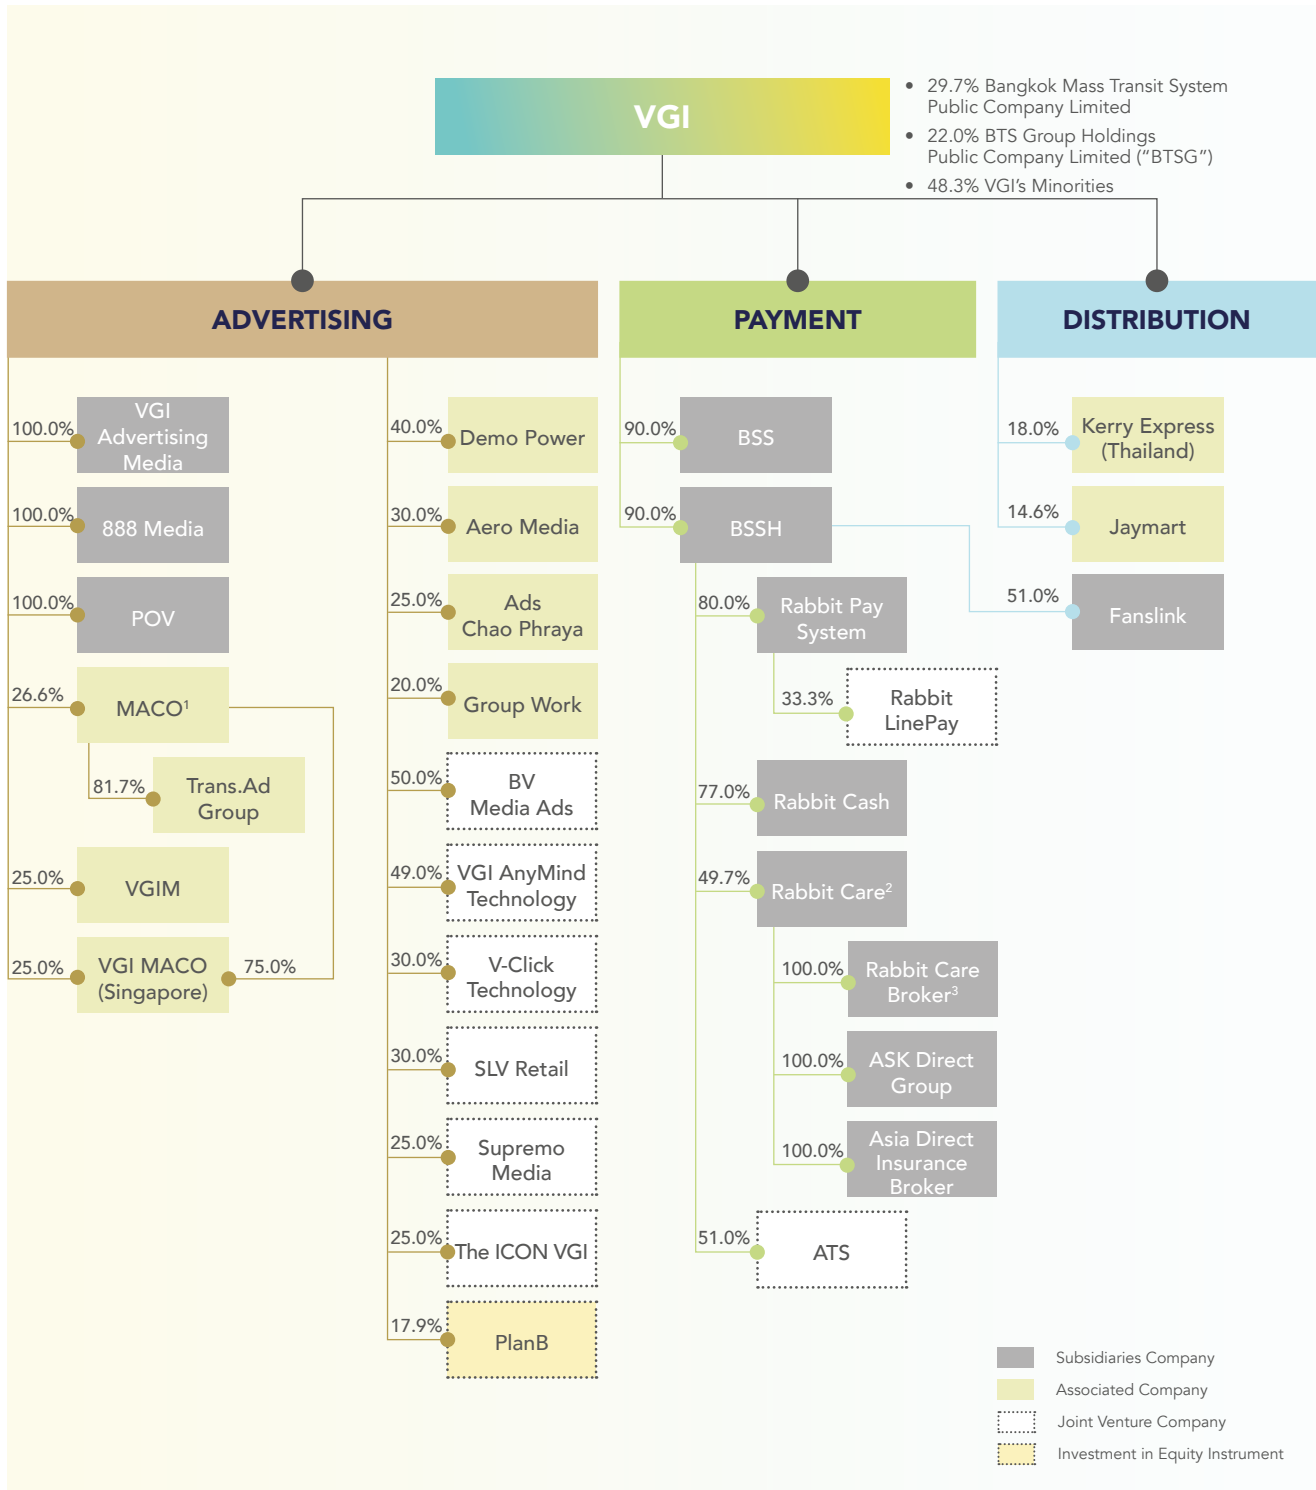 VGI
• 29.7% Bangkok Mass Transit System
Public Company Limited
• 22.0% BTS Group Holdings
Public Company Limited (“BTSG”)
• 48.3% VGI’s Minorities
ADVERTISING
100.0%
VGI
Advertising
Media
100.0%
888 Media
100.0%
POV
26.6%
MACO¹
81.7%
Trans.Ad
Group
25.0%
VGIM
25.0%
VGI MACO
(Singapore)
75.0%
40.0%
Demo Power
30.0%
Aero Media
25.0%
Ads
Chao Phraya
20.0%
Group Work
50.0%
BV
Media Ads
49.0%
VGI AnyMind
Technology
30.0%
V-Click
Technology
30.0%
SLV Retail
25.0%
Supremo
Media
25.0%
The ICON VGI
17.9%
PlanB
PAYMENT
90.0%
BSS
90.0%
BSSH
80.0%
Rabbit Pay
System
33.3%
Rabbit
LinePay
77.0%
Rabbit Cash
49.7%
Rabbit Care²
100.0%
Rabbit Care
Broker³
100.0%
ASK Direct
Group
100.0%
Asia Direct
Insurance
Broker
51.0%
ATS
DISTRIBUTION
18.0%
Kerry Express
(Thailand)
14.6%
Jaymart
51.0%
Fanslink
Subsidiaries Company
Associated Company
Joint Venture Company
Investment in Equity Instrument